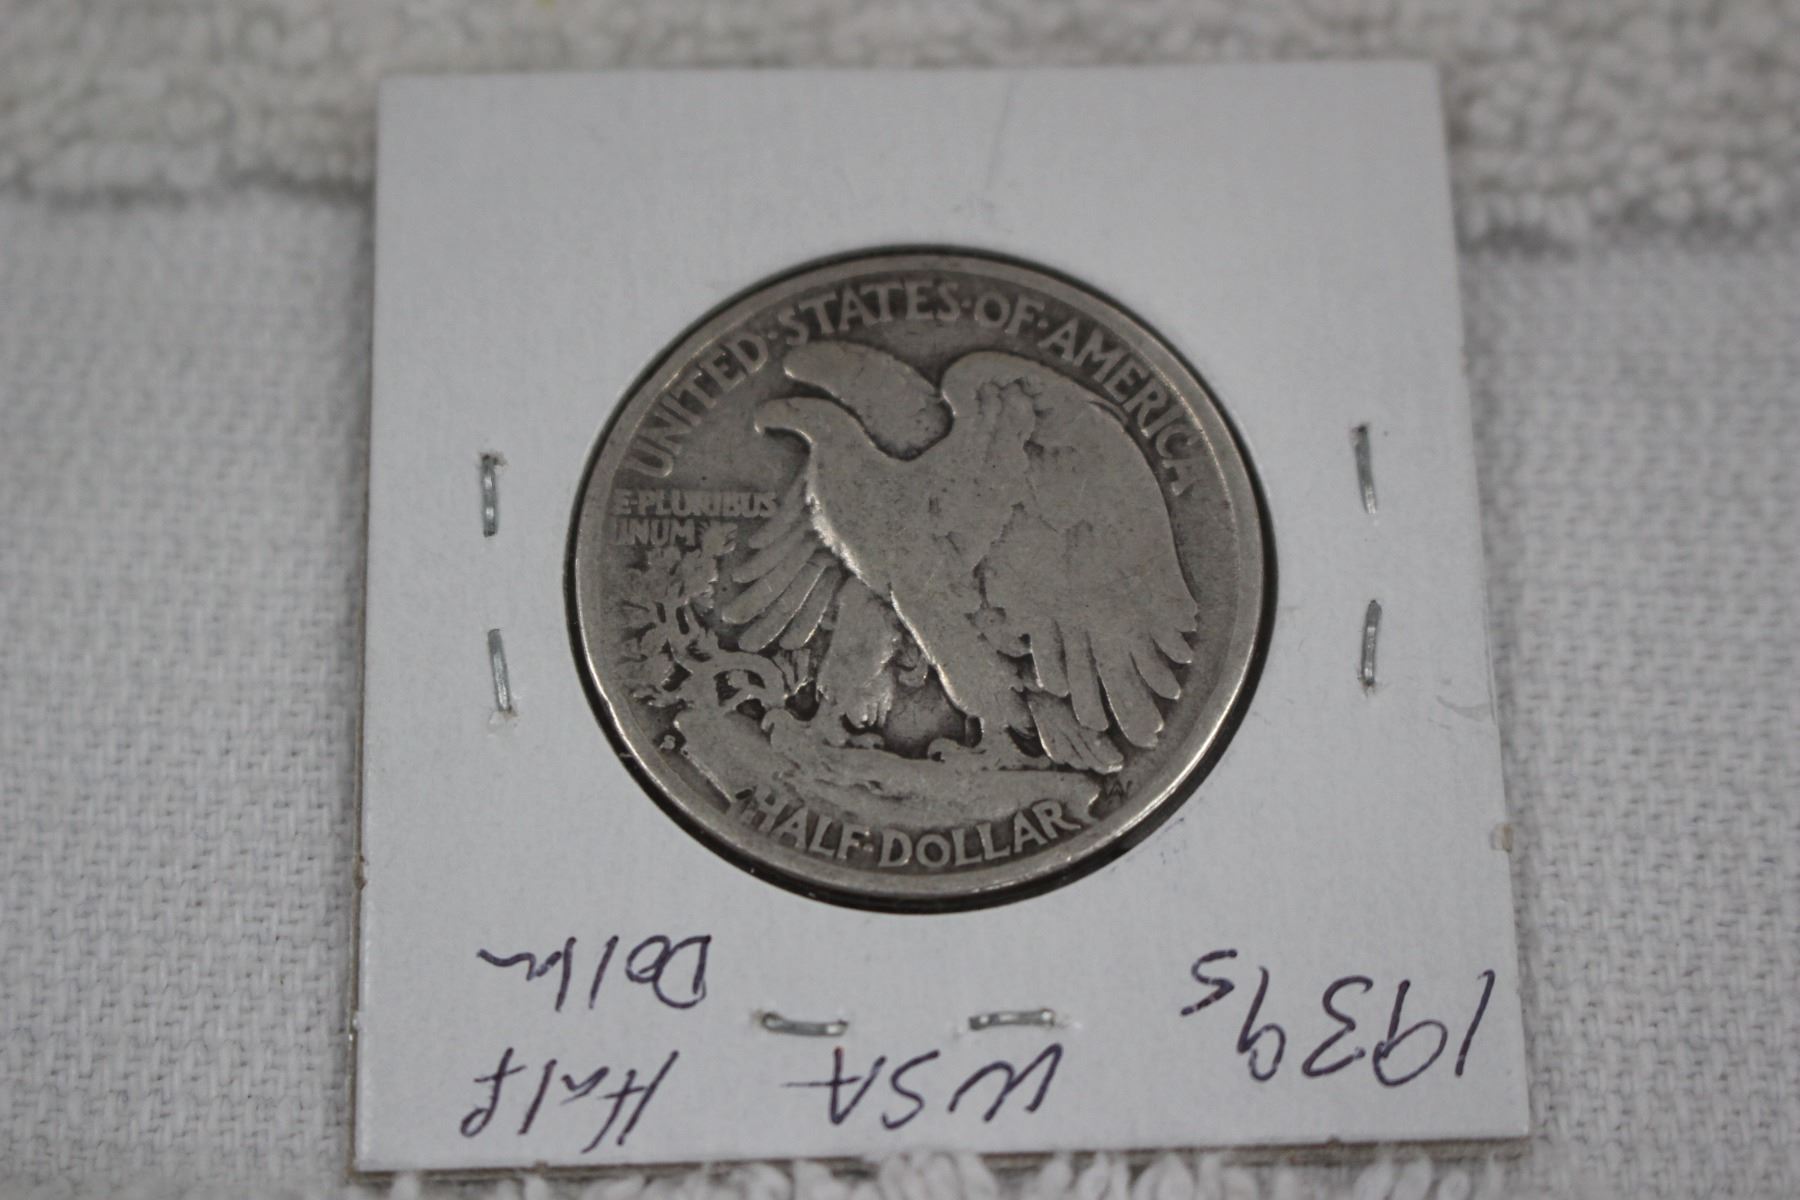 UNITED·STATES·OF·AMERICA
E·PLURIBUS
UNUM
S
HALF·DOLLAR
1939s USA Half
Dollar